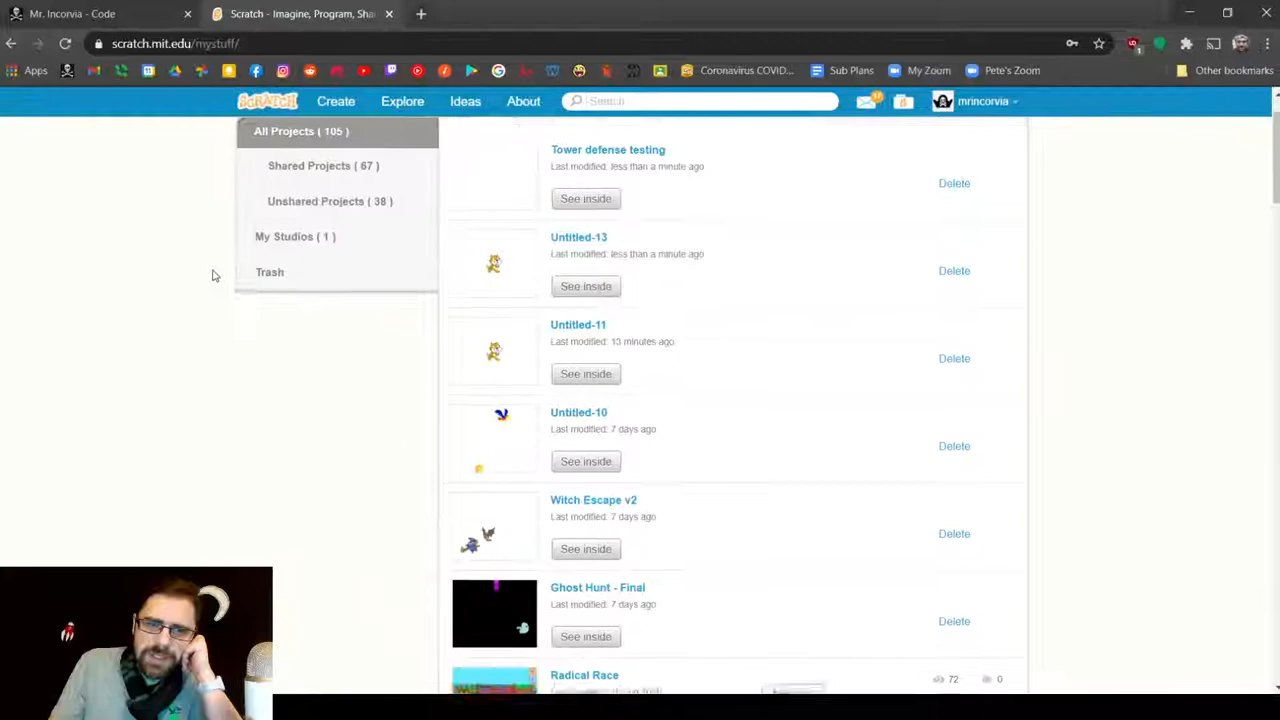 Mr. Incorvia - Code
Scratch - Imagine, Program, Sha
scratch.mit.edu/mystuff/
Apps
Coronavirus COVID...
Sub Plans
My Zoom
Pete's Zoom
Other bookmarks
SCRATCH
Create
Explore
Ideas
About
Search
mrincorvia
All Projects ( 105 )
Shared Projects ( 67 )
Unshared Projects ( 38 )
My Studios ( 1 )
Trash
Tower defense testing
Last modified: less than a minute ago
See inside
Delete
Untitled-13
Last modified: less than a minute ago
See inside
Delete
Untitled-11
Last modified: 13 minutes ago
See inside
Delete
Untitled-10
Last modified: 7 days ago
See inside
Delete
Witch Escape v2
Last modified: 7 days ago
See inside
Delete
Ghost Hunt - Final
Last modified: 7 days ago
See inside
Delete
Radical Race
72
0